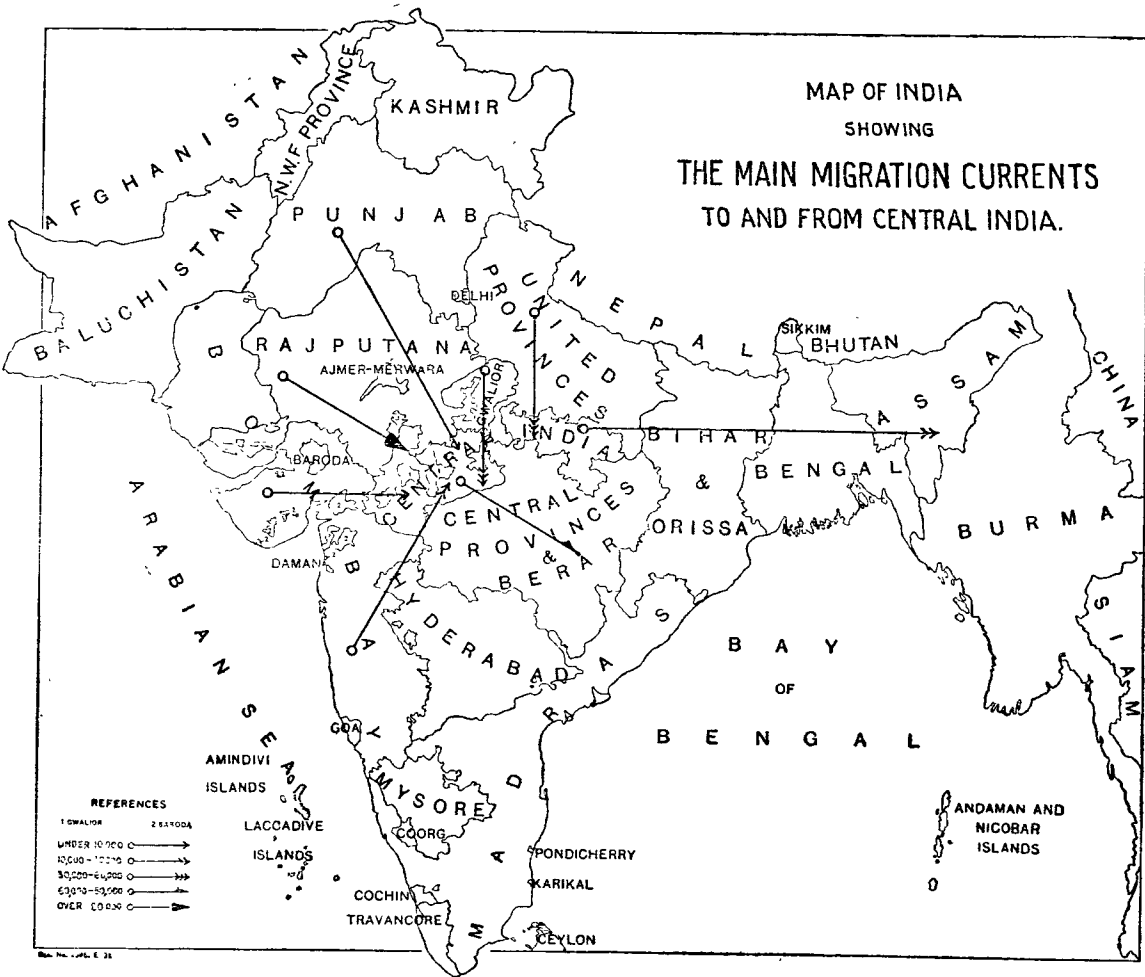 MAP OF INDIA
SHOWING
THE MAIN MIGRATION CURRENTS
TO AND FROM CENTRAL INDIA.
AFGHANISTAN
N.W.F PROVINCE
KASHMIR
BALUCHISTAN
PUNJAB
DELHI
UNITED
PROVINCES
NEPAL
SIKKIM
BHUTAN
ASSAM
CHINA
RAJPUTANA
AJMER-MERWARA
GWALIOR
CENTRAL
INDIA
BIHAR
&
ORISSA
BENGAL
BURMA
SIAM
BOMBAY
BARODA
DAMAN
CENTRAL
PROVINCES
&
BERAR
HYDERABAD
ARABIAN SEA
BAY
OF
BENGAL
GOA
MYSORE
COORG
MADRAS
AMINDIVI
ISLANDS
LACCADIVE
ISLANDS
COCHIN
TRAVANCORE
PONDICHERRY
KARIKAL
CEYLON
ANDAMAN AND
NICOBAR
ISLANDS
REFERENCES
1 GWALIOR 2 BARODA
UNDER 10,000
OVER